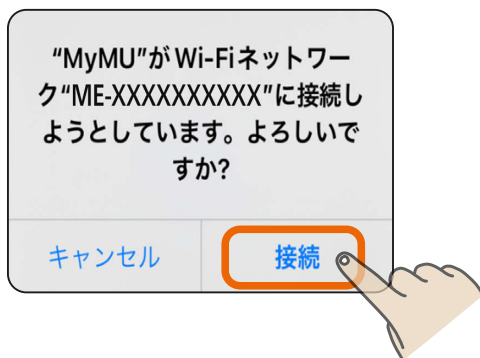 “MyMU”がWi-Fiネットワー
ク“ME-XXXXXXXXXX”に接続し
ようとしています。よろしいで
すか?
キャンセル
接続